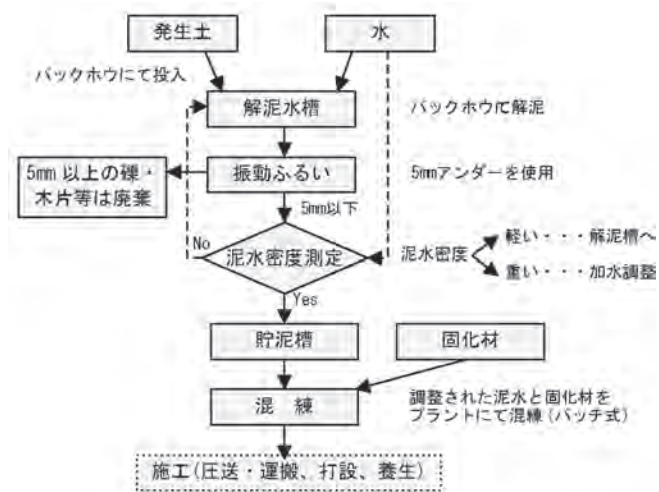 発生土
水
バックホウにて投入
解泥水槽
バックホウにて解泥
5mm 以上の礫・
木片等は廃棄
振動ふるい
5mmアンダーを使用
5mm以下
No
泥水密度測定
泥水密度
軽い・・・解泥槽へ
重い・・・加水調整
Yes
貯泥槽
固化材
混 練
調整された泥水と固化材を
プラントにて混練(バッチ式)
施工(圧送・運搬、打設、養生)